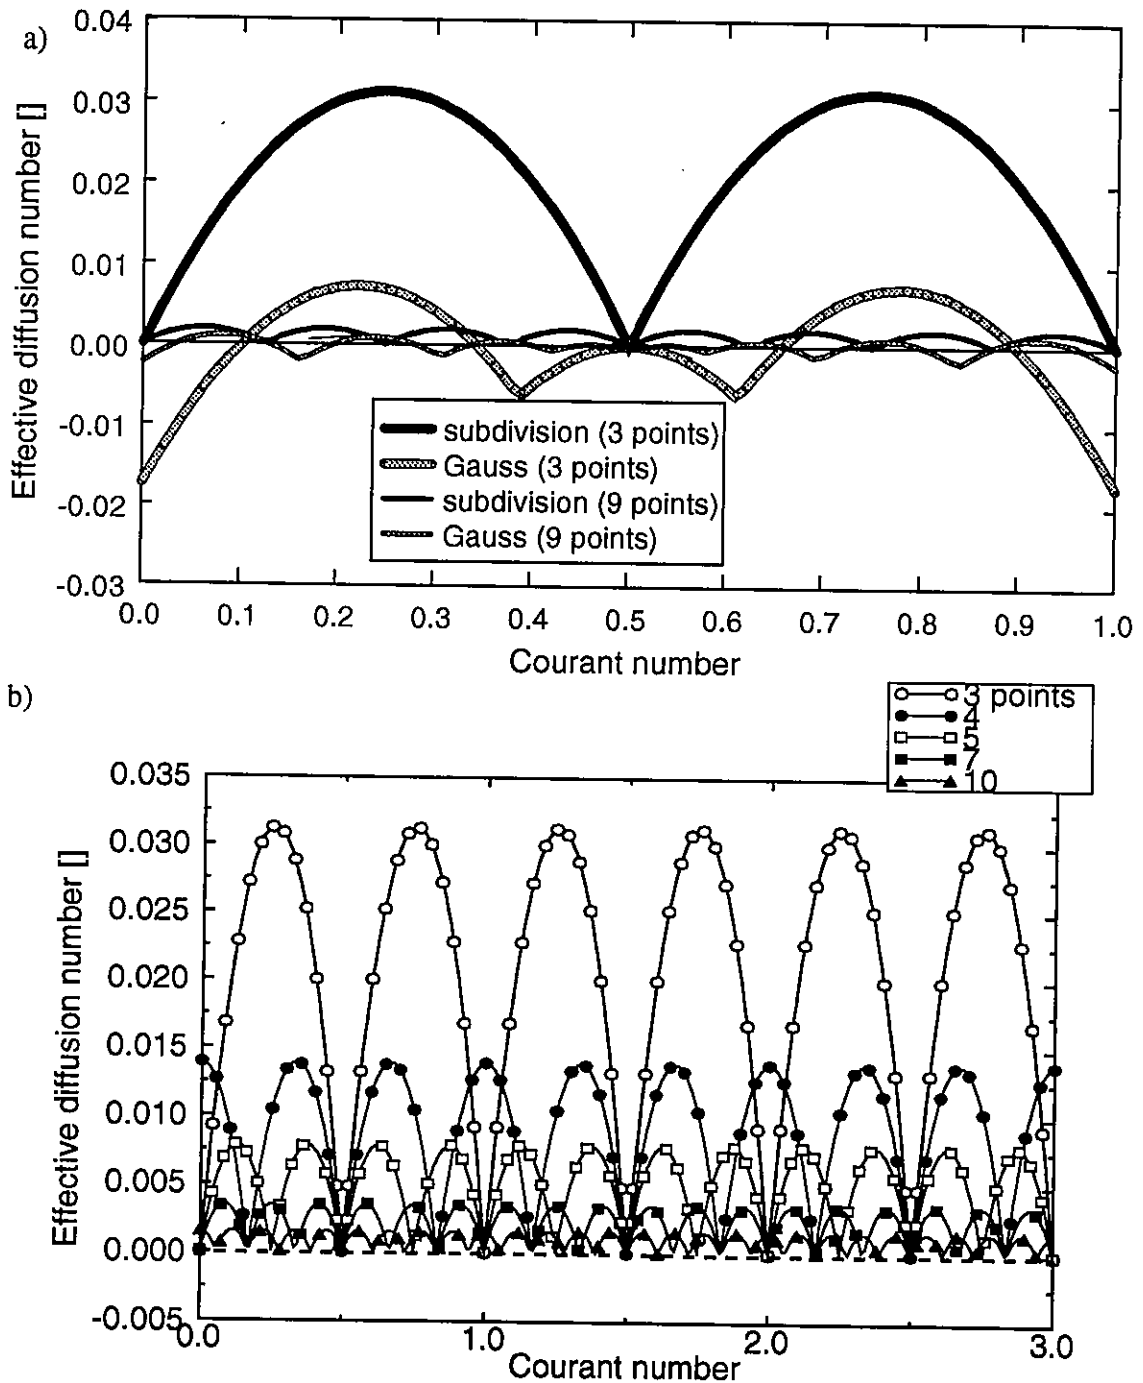 a)
0.04
0.03
0.02
0.01
0.00
-0.01
-0.02
-0.03
Effective diffusion number []
subdivision (3 points)
Gauss (3 points)
subdivision (9 points)
Gauss (9 points)
0.0 0.1 0.2 0.3 0.4 0.5 0.6 0.7 0.8 0.9 1.0
Courant number
b)
3 points
4
5
7
10
0.035
0.030
0.025
0.020
0.015
0.010
0.005
0.000
-0.005
Effective diffusion number []
0.0 1.0 2.0 3.0
Courant number